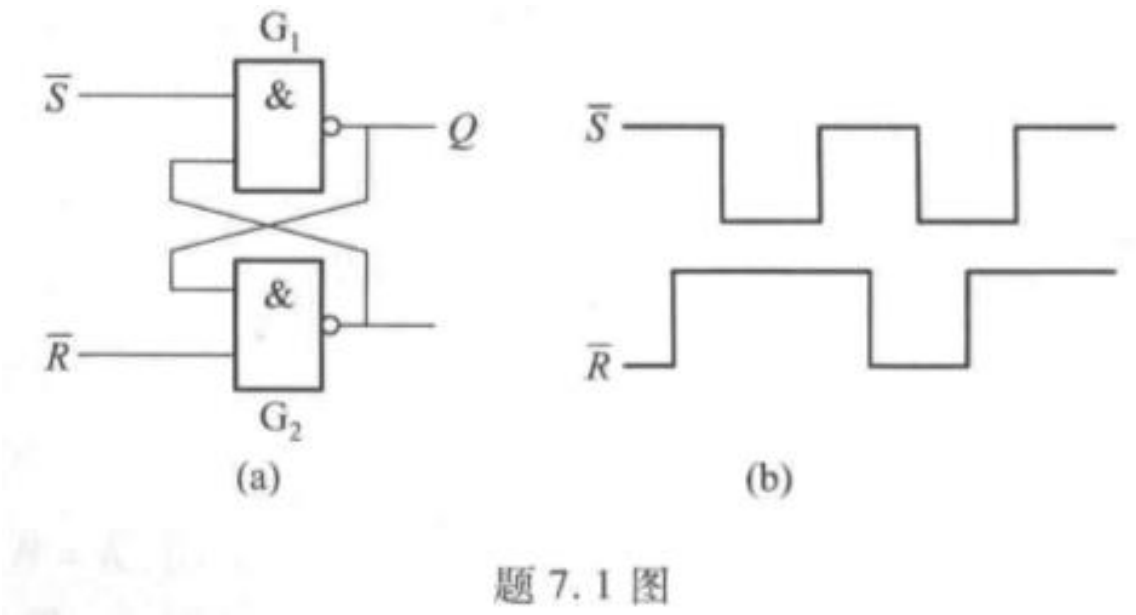 G₁
S̅ & S̅
Q
&
R̅ R̅
G₂
(a) (b)
题 7.1 图